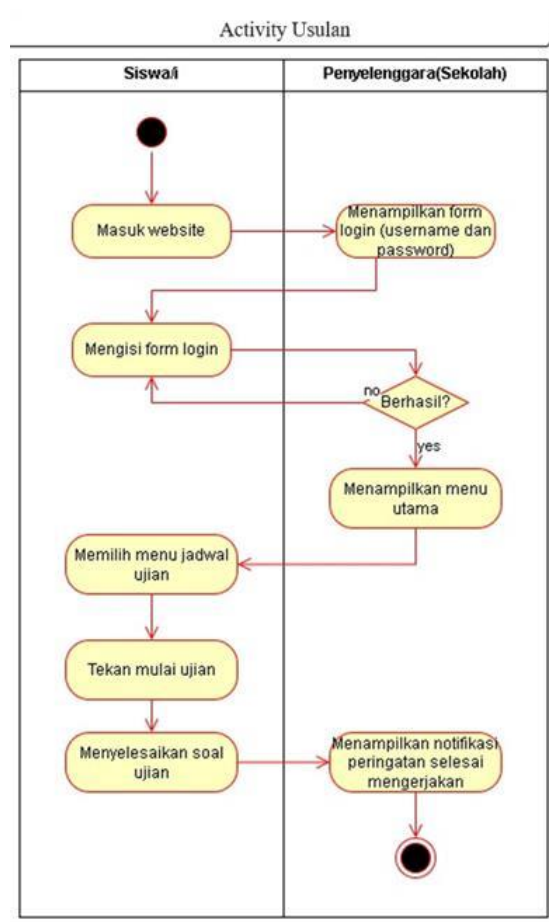 Activity Usulan
Siswa/i
Penyelenggara(Sekolah)
Masuk website
Menampilkan form
login (username dan
password)
Mengisi form login
no
Berhasil?
yes
Menampilkan menu
utama
Memilih menu jadwal
ujian
Tekan mulai ujian
Menyelesaikan soal
ujian
Menampilkan notifikasi
peringatan selesai
mengerjakan